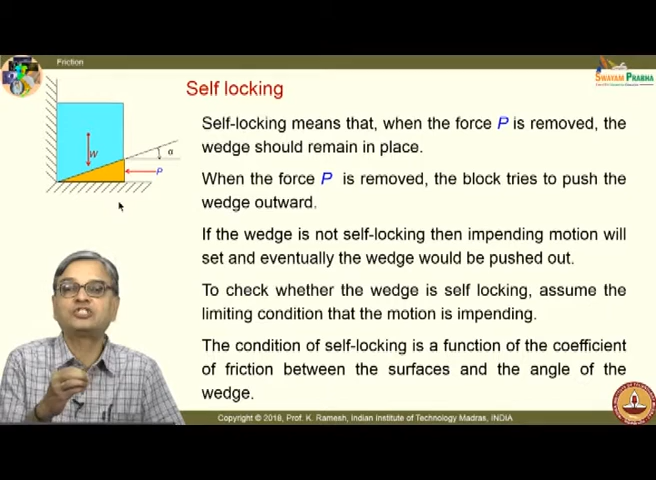 Friction
SWAYAM PRABHA
Self locking
Self-locking means that, when the force P is removed, the
wedge should remain in place.
W
α
P
When the force P is removed, the block tries to push the
wedge outward.
If the wedge is not self-locking then impending motion will
set and eventually the wedge would be pushed out.
To check whether the wedge is self locking, assume the
limiting condition that the motion is impending.
The condition of self-locking is a function of the coefficient
of friction between the surfaces and the angle of the
wedge.
Copyright © 2018, Prof. K. Ramesh, Indian Institute of Technology Madras, INDIA